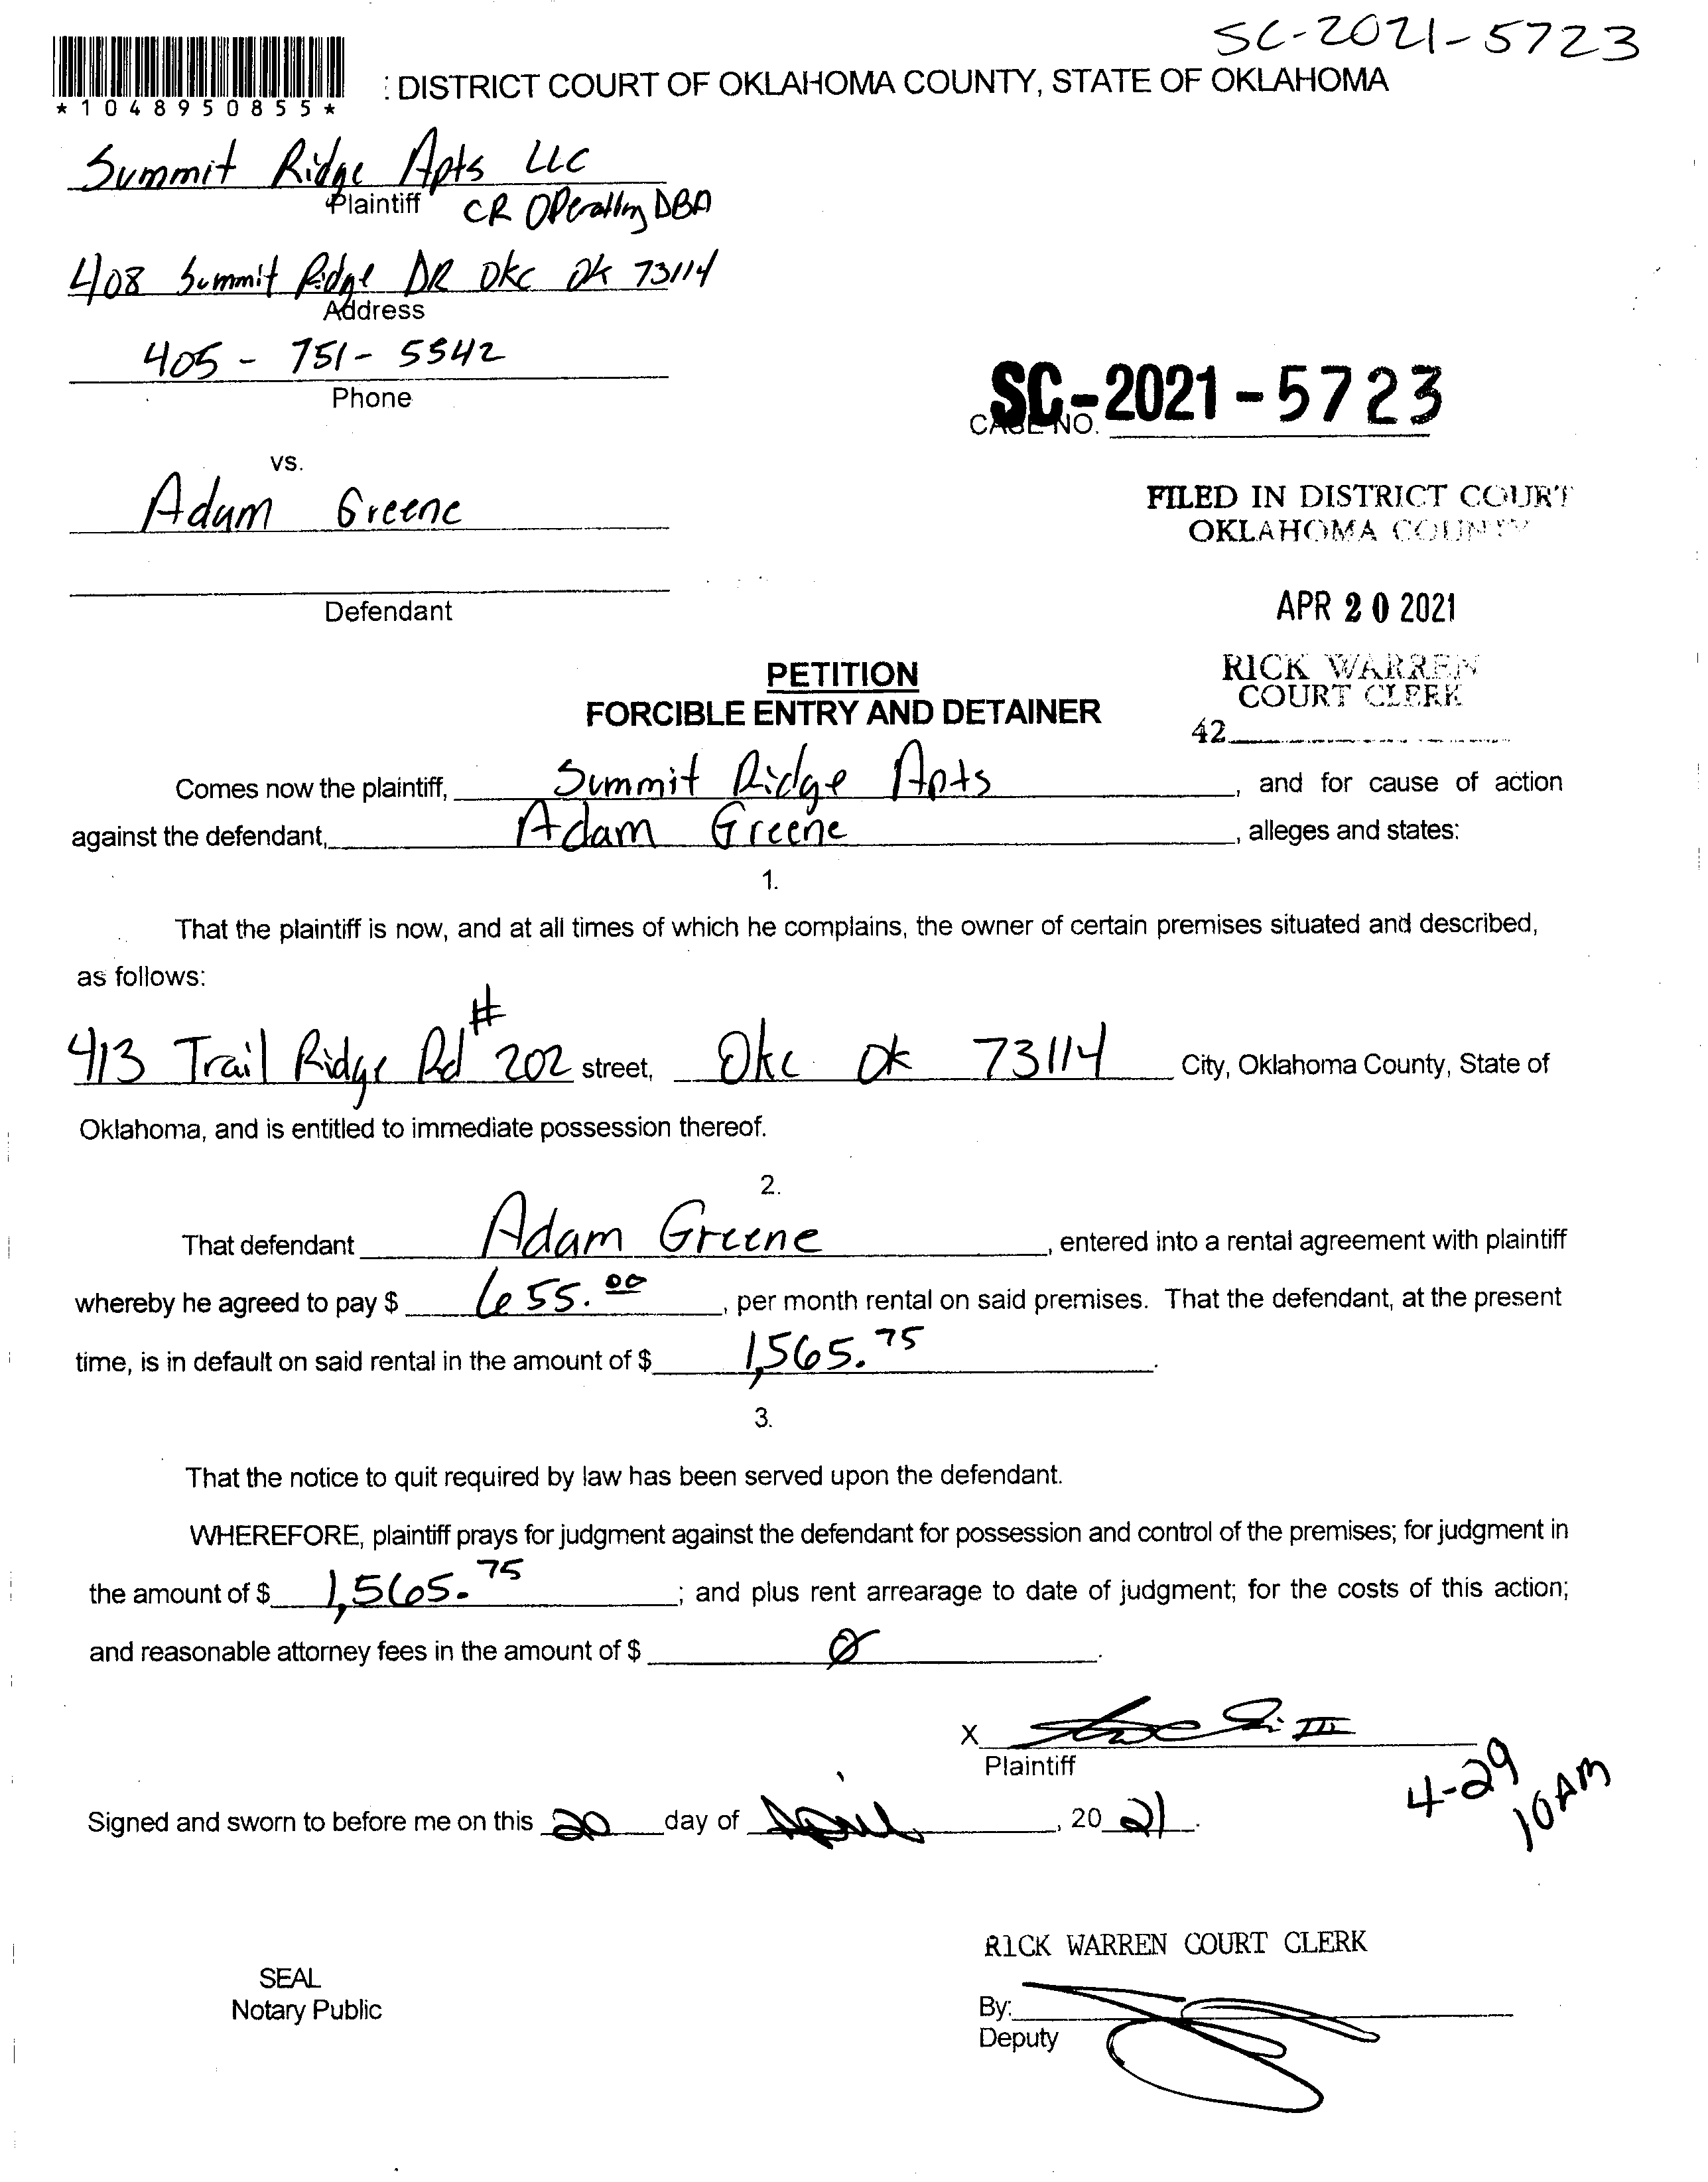 SC-2021-5723
*1048950855*
: DISTRICT COURT OF OKLAHOMA COUNTY, STATE OF OKLAHOMA
Summit Ridge Apts LLC
Plaintiff CR Operating DBA
408 Summit Ridge DR OKC OK 73114
Address
405 - 751 - 5542
Phone
SC-2021-5723
CASE NO.
vs.
Adam Greene
FILED IN DISTRICT COURT
OKLAHOMA COUNTY
Defendant
APR 20 2021
PETITION
FORCIBLE ENTRY AND DETAINER
RICK WARREN
COURT CLERK
42
Comes now the plaintiff, Summit Ridge Apts, and for cause of action
against the defendant, Adam Greene, alleges and states:
1.
That the plaintiff is now, and at all times of which he complains, the owner of certain premises situated and described,
as follows:
413 Trail Ridge Rd # 202 street, Okc Ok 73114 City, Oklahoma County, State of
Oklahoma, and is entitled to immediate possession thereof.
2.
That defendant Adam Greene, entered into a rental agreement with plaintiff
whereby he agreed to pay $ 655.00, per month rental on said premises. That the defendant, at the present
time, is in default on said rental in the amount of $ 1,565.75.
3.
That the notice to quit required by law has been served upon the defendant.
WHEREFORE, plaintiff prays for judgment against the defendant for possession and control of the premises; for judgment in
the amount of $ 1,565.75; and plus rent arrearage to date of judgment; for the costs of this action;
and reasonable attorney fees in the amount of $ Ø.
X
Plaintiff
4-29
10AM
Signed and sworn to before me on this 20 day of April, 2021.
RICK WARREN COURT CLERK
SEAL
Notary Public
By:
Deputy